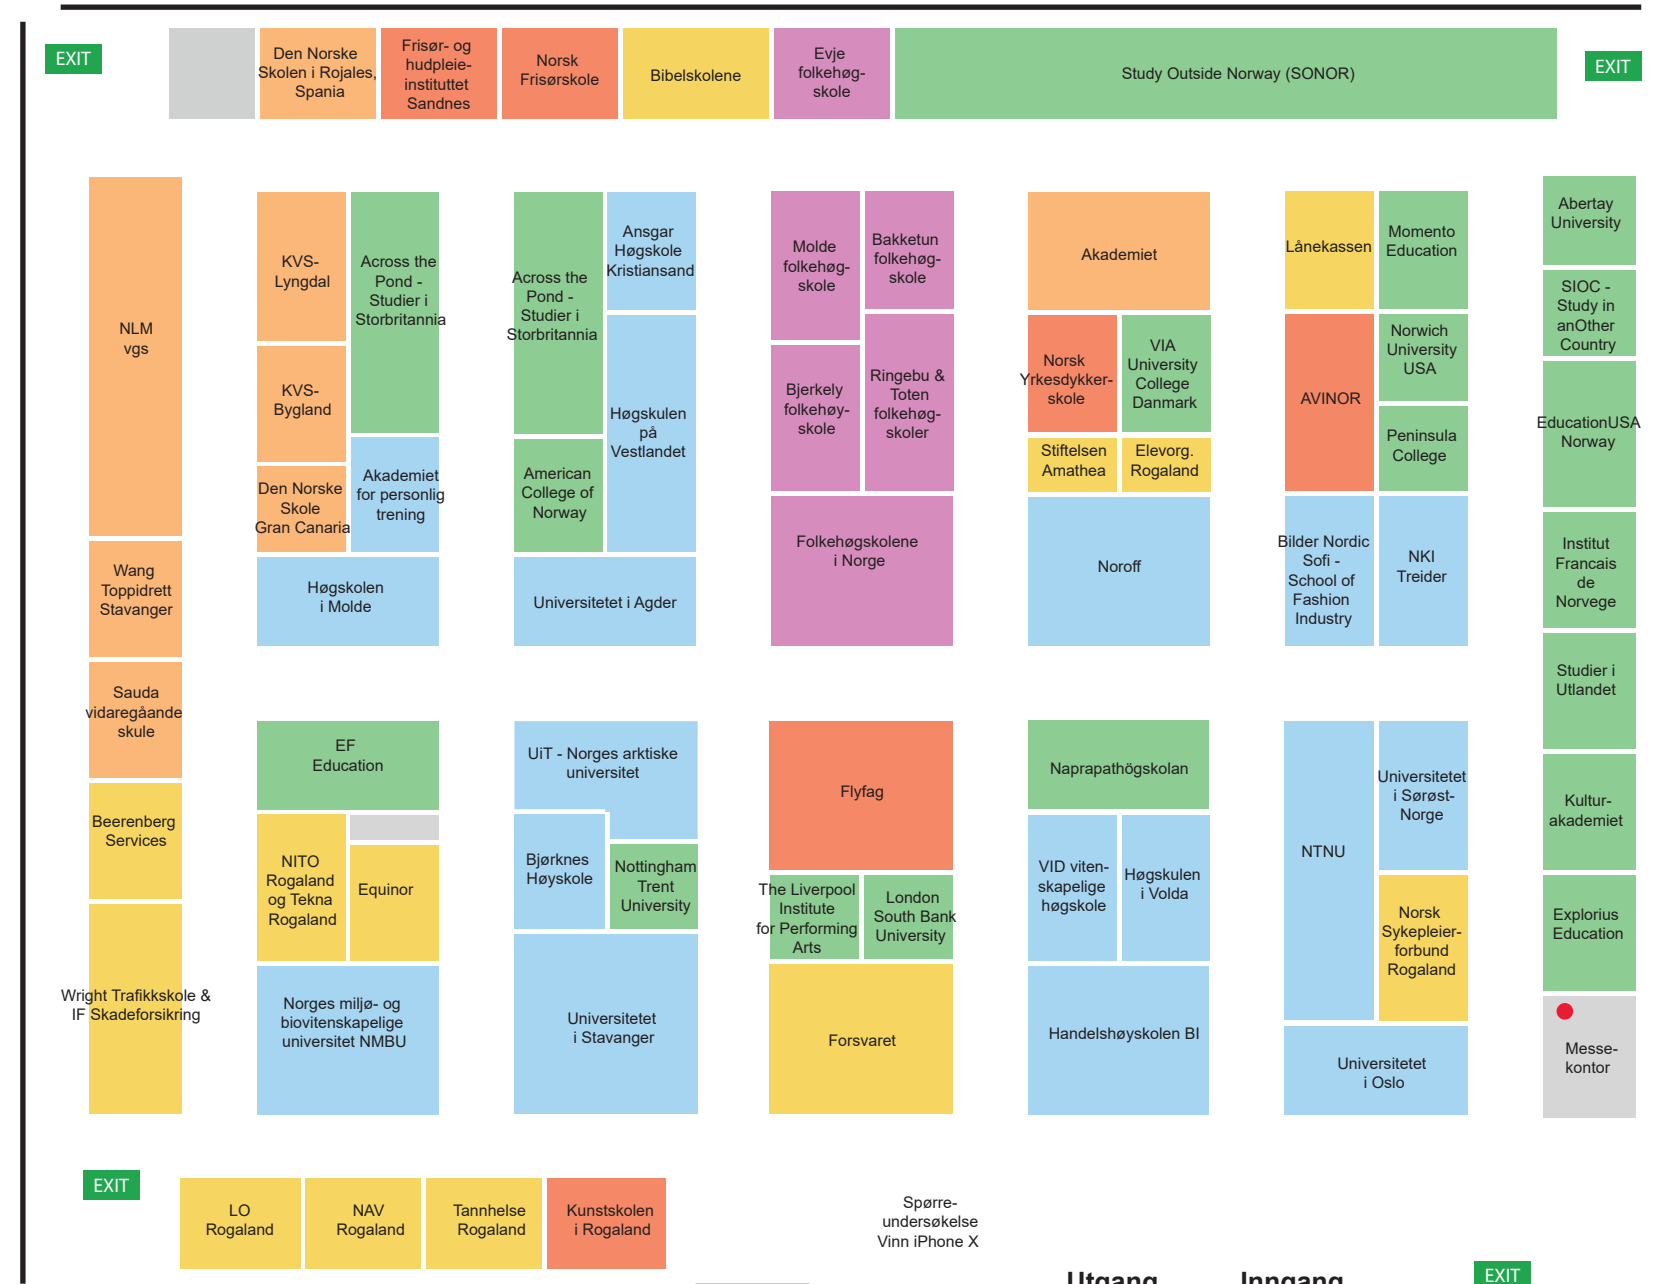 EXIT
Den Norske
Skolen i Rojales,
Spania
Frisør- og
hudpleie-
instituttet
Sandnes
Norsk
Frisørskole
Bibelskolene
Evje
folkehøg-
skole
Study Outside Norway (SONOR)
EXIT
NLM
vgs
Wang
Toppidrett
Stavanger
Sauda
vidaregåande
skule
Beerenberg
Services
Wright Trafikkskole &
IF Skadeforsikring
KVS-
Lyngdal
KVS-
Bygland
Den Norske
Skole
Gran Canaria
Across the
Pond -
Studier i
Storbritannia
Akademiet
for personlig
trening
Høgskolen
i Molde
Across the
Pond -
Studier i
Storbritannia
American
College of
Norway
Ansgar
Høgskole
Kristiansand
Høgskulen
på
Vestlandet
Universitetet i Agder
Molde
folkehøg-
skole
Bjerkely
folkehøy-
skole
Bakketun
folkehøg-
skole
Ringebu &
Toten
folkehøg-
skoler
Folkehøgskolene
i Norge
Akademiet
Norsk
Yrkesdykker-
skole
VIA
University
College
Danmark
Stiftelsen
Amathea
Elevorg.
Rogaland
Noroff
Lånekassen
Momento
Education
AVINOR
Norwich
University
USA
Peninsula
College
Bilder Nordic
Sofi -
School of
Fashion
Industry
NKI
Treider
Abertay
University
SIOC -
Study in
anOther
Country
EducationUSA
Norway
Institut
Francais
de
Norvege
Studier i
Utlandet
Kultur-
akademiet
Explorius
Education
Messe-
kontor
EF
Education
NITO
Rogaland
og Tekna
Rogaland
Equinor
Norges miljø- og
biovitenskapelige
universitet NMBU
UiT - Norges arktiske
universitet
Bjørknes
Høyskole
Nottingham
Trent
University
Universitetet
i Stavanger
Flyfag
The Liverpool
Institute
for Performing
Arts
London
South Bank
University
Forsvaret
Naprapathögskolan
VID viten-
skapelige
høgskole
Høgskulen
i Volda
Handelshøyskolen BI
NTNU
Universitetet
i Sørøst-
Norge
Norsk
Sykepleier-
forbund
Rogaland
Universitetet
i Oslo
EXIT
LO
Rogaland
NAV
Rogaland
Tannhelse
Rogaland
Kunstskolen
i Rogaland
Spørre-
undersøkelse
Vinn iPhone X
Utgang
Inngang
EXIT